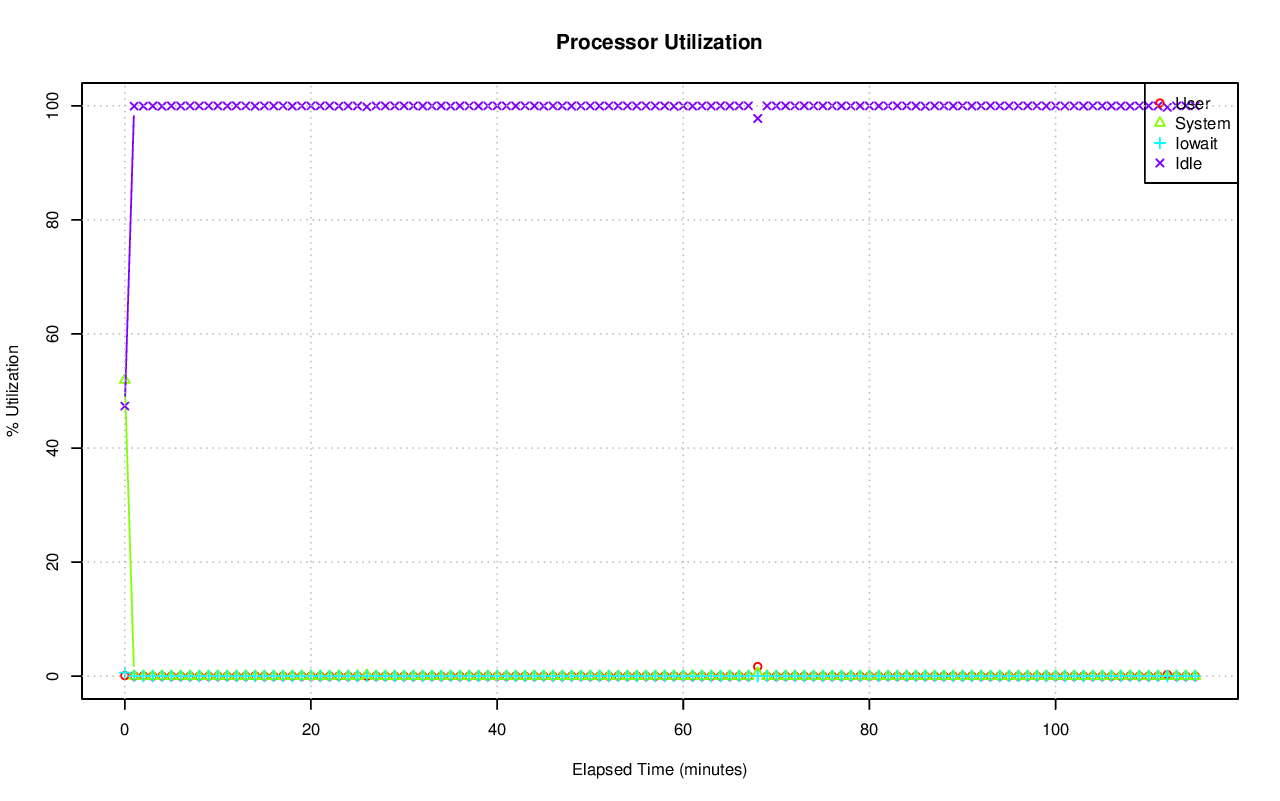 Processor Utilization
100
80
60
40
20
0
% Utilization
User
System
Iowait
Idle
0 20 40 60 80 100
Elapsed Time (minutes)